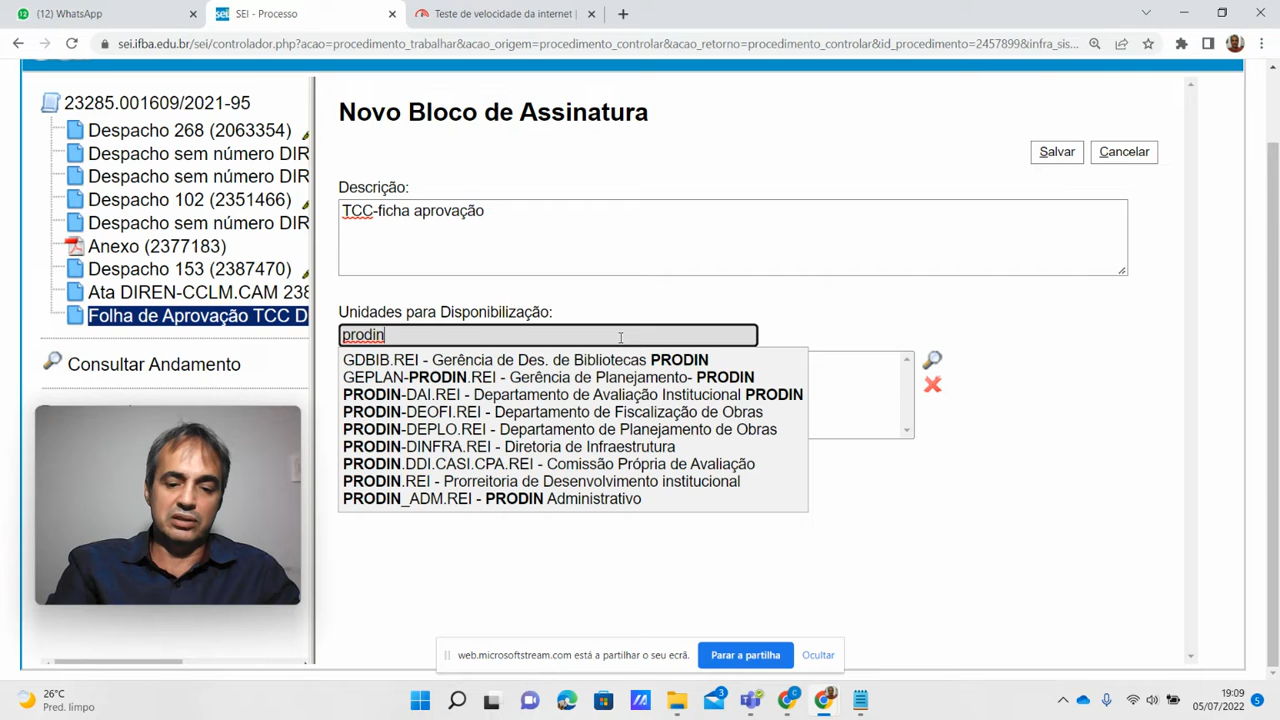 (12) WhatsApp
SEI - Processo
Teste de velocidade da internet |
sei.ifba.edu.br/sei/controlador.php?acao=procedimento_trabalhar&acao_origem=procedimento_controlar&acao_retorno=procedimento_controlar&id_procedimento=2457899&infra_sis...
23285.001609/2021-95
Despacho 268 (2063354)
Despacho sem número DIR
Despacho sem número DIR
Despacho 102 (2351466)
Despacho sem número DIR
Anexo (2377183)
Despacho 153 (2387470)
Ata DIREN-CCLM.CAM 238
Folha de Aprovação TCC D
Consultar Andamento
Novo Bloco de Assinatura
Salvar
Cancelar
Descrição:
TCC-ficha aprovação
Unidades para Disponibilização:
prodin
GDBIB.REI - Gerência de Des. de Bibliotecas PRODIN
GEPLAN-PRODIN.REI - Gerência de Planejamento- PRODIN
PRODIN-DAI.REI - Departamento de Avaliação Institucional PRODIN
PRODIN-DEOFI.REI - Departamento de Fiscalização de Obras
PRODIN-DEPLO.REI - Departamento de Planejamento de Obras
PRODIN-DINFRA.REI - Diretoria de Infraestrutura
PRODIN.DDI.CASI.CPA.REI - Comissão Própria de Avaliação
PRODIN.REI - Prorreitoria de Desenvolvimento institucional
PRODIN_ADM.REI - PRODIN Administrativo
web.microsoftstream.com está a partilhar o seu ecrã.
Parar a partilha
Ocultar
26°C
Pred. limpo
3
19:09
05/07/2022